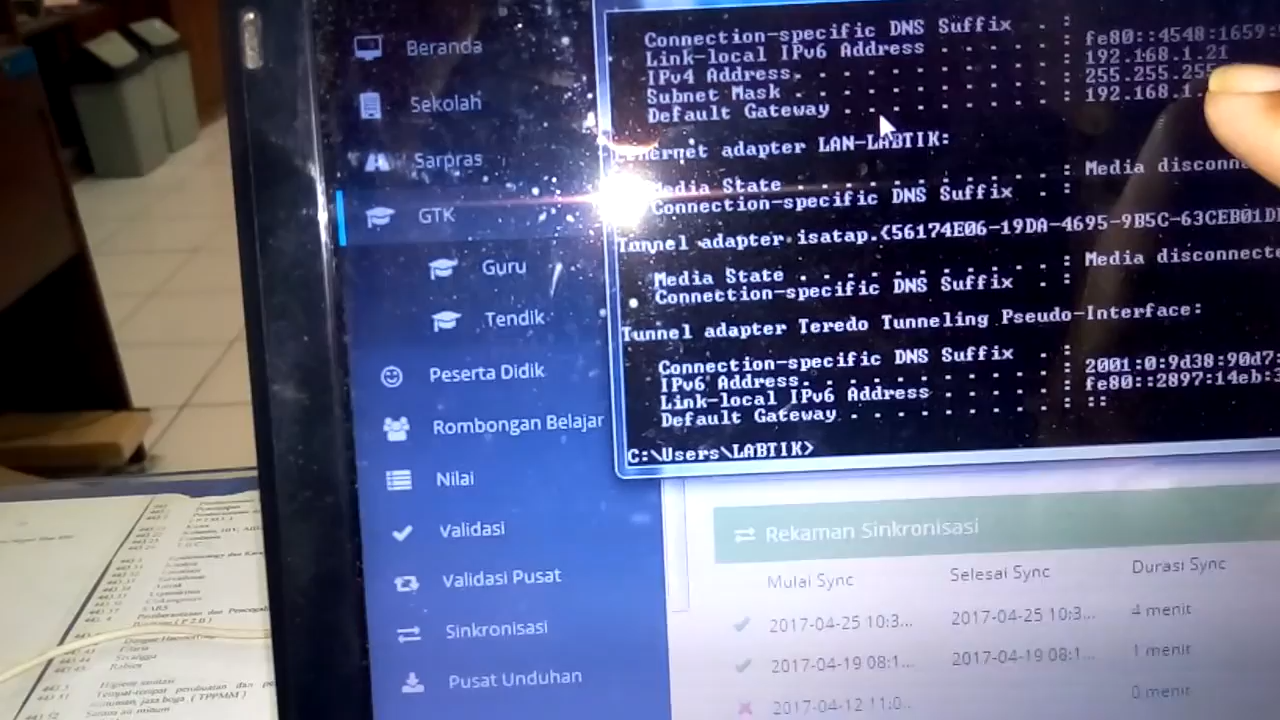 Beranda
Sekolah
Sarpras
GTK
Guru
Tendik
Peserta Didik
Rombongan Belajar
Nilai
Validasi
Validasi Pusat
Sinkronisasi
Pusat Unduhan
Connection-specific DNS Suffix . :
Link-local IPv6 Address . . . . . : fe80::4548:1659:
IPv4 Address. . . . . . . . . . . : 192.168.1.21
Subnet Mask . . . . . . . . . . . : 255.255.255
Default Gateway . . . . . . . . . : 192.168.1.
Ethernet adapter LAN-LABTIK:
Media State . . . . . . . . . . . : Media disconn
Connection-specific DNS Suffix . :
Tunnel adapter isatap.{56174E06-19DA-4695-9B5C-63CEB01D
Media State . . . . . . . . . . . : Media disconnecte
Connection-specific DNS Suffix . :
Tunnel adapter Teredo Tunneling Pseudo-Interface:
Connection-specific DNS Suffix . :
IPv6 Address. . . . . . . . . . . : 2001:0:9d38:90d7:
Link-local IPv6 Address . . . . . : fe80::2897:14eb:3
Default Gateway . . . . . . . . . : ::
C:\Users\LABTIK>
Rekaman Sinkronisasi
Mulai Sync Selesai Sync Durasi Sync
2017-04-25 10:3... 2017-04-25 10:3... 4 menit
2017-04-19 08:1... 2017-04-19 08:1... 1 menit
2017-04-12 11:0... 0 menit